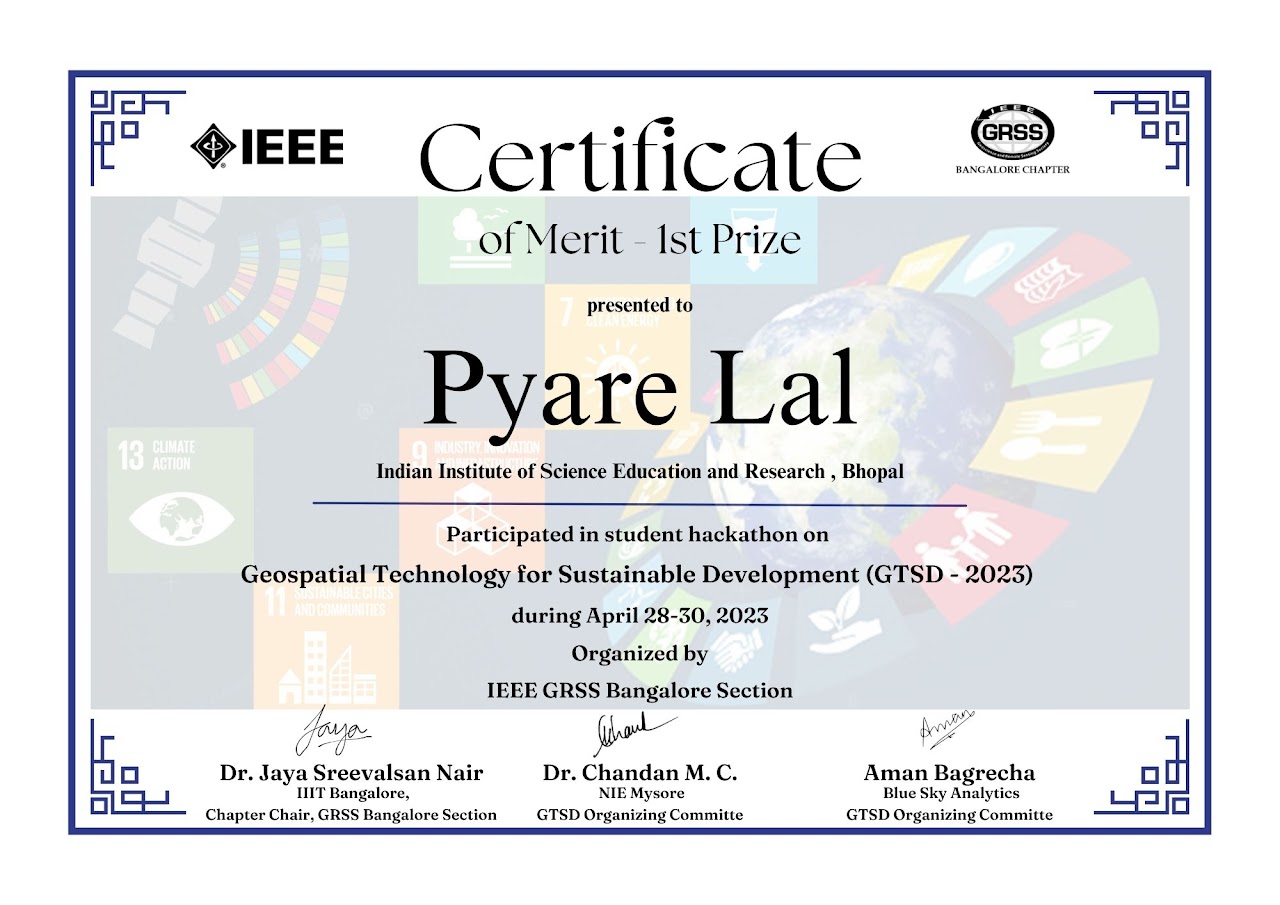 IEEE
IEEE
GRSS
BANGALORE CHAPTER
Certificate
of Merit - 1st Prize
presented to
7
CLEAN ENERGY
Pyare Lal
13 CLIMATE
ACTION
9 INDUSTRY, INNOVATION
AND INFRASTRUCTURE
Indian Institute of Science Education and Research , Bhopal
Participated in student hackathon on
Geospatial Technology for Sustainable Development (GTSD - 2023)
11 SUSTAINABLE CITIES
AND COMMUNITIES
during April 28-30, 2023
Organized by
IEEE GRSS Bangalore Section
Jaya
Aman
Dr. Jaya Sreevalsan Nair
IIIT Bangalore,
Chapter Chair, GRSS Bangalore Section
Dr. Chandan M. C.
NIE Mysore
GTSD Organizing Committe
Aman Bagrecha
Blue Sky Analytics
GTSD Organizing Committe